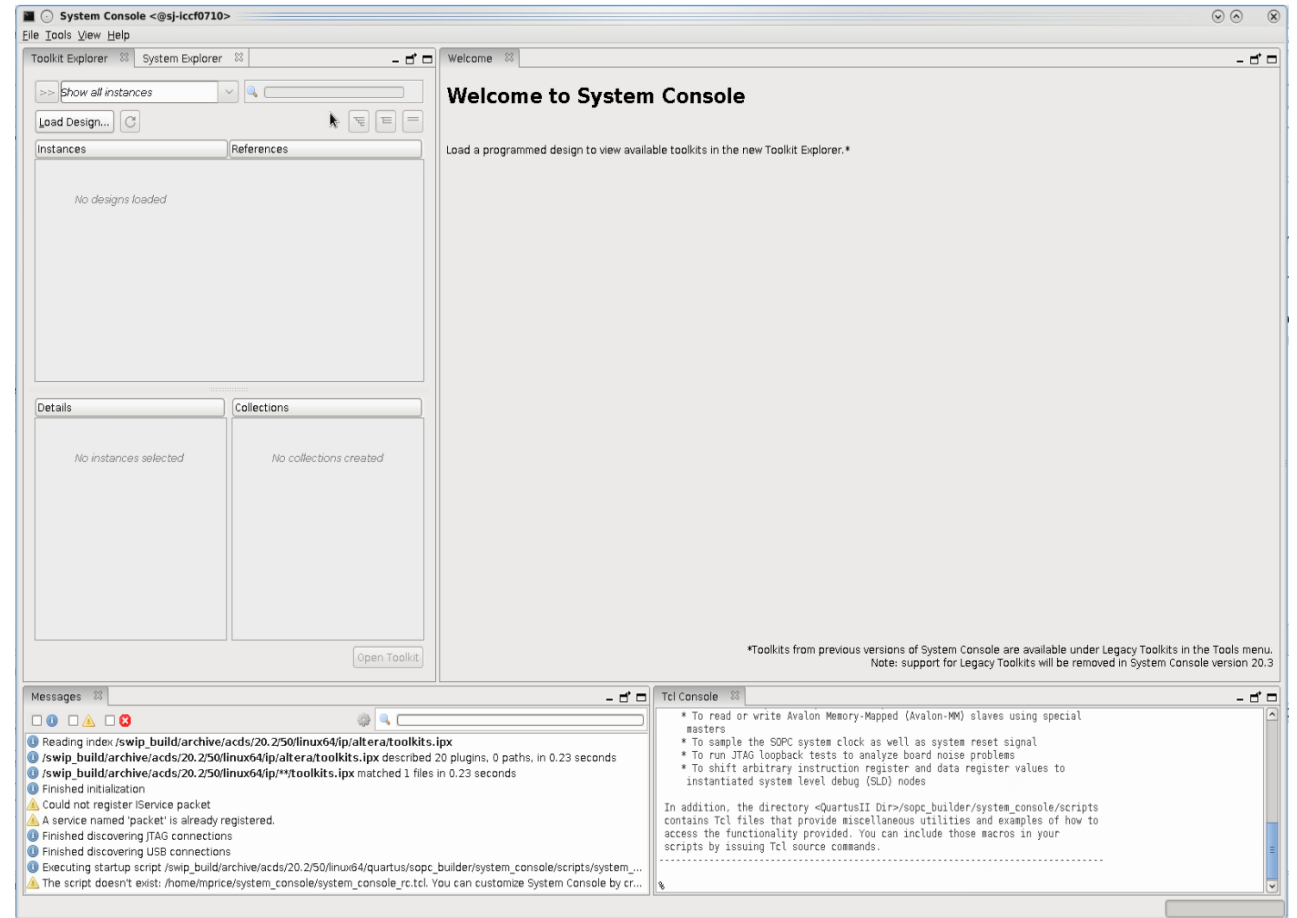 System Console <@sj-iccf0710>
File Tools View Help
Toolkit Explorer System Explorer
>> Show all instances
Load Design...
Instances References
No designs loaded
Details Collections
No instances selected No collections created
Open Toolkit
Welcome
Welcome to System Console
Load a programmed design to view available toolkits in the new Toolkit Explorer.*
*Toolkits from previous versions of System Console are available under Legacy Toolkits in the Tools menu.
Note: support for Legacy Toolkits will be removed in System Console version 20.3
Messages
Reading index /swip_build/archive/acds/20.2/50/linux64/ip/altera/toolkits.ipx
/swip_build/archive/acds/20.2/50/linux64/ip/altera/toolkits.ipx described 20 plugins, 0 paths, in 0.23 seconds
/swip_build/archive/acds/20.2/50/linux64/ip/**/toolkits.ipx matched 1 files in 0.23 seconds
Finished initialization
Could not register IService packet
A service named 'packet' is already registered.
Finished discovering JTAG connections
Finished discovering USB connections
Executing startup script /swip_build/archive/acds/20.2/50/linux64/quartus/sopc_builder/system_console/scripts/system_...
The script doesn't exist: /home/mprice/system_console/system_console_rc.tcl. You can customize System Console by cr...
Tcl Console
* To read or write Avalon Memory-Mapped (Avalon-MM) slaves using special
masters
* To sample the SOPC system clock as well as system reset signal
* To run JTAG loopback tests to analyze board noise problems
* To shift arbitrary instruction register and data register values to
instantiated system level debug (SLD) nodes
In addition, the directory <QuartusII Dir>/sopc_builder/system_console/scripts
contains Tcl files that provide miscellaneous utilities and examples of how to
access the functionality provided. You can include those macros in your
scripts by issuing Tcl source commands.
-----------------------------------------------------------------------
%